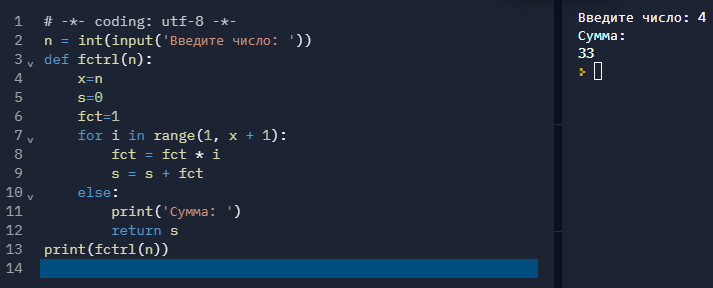 1 # -*- coding: utf-8 -*-
2 n = int(input('Введите число: '))
3 def fctrl(n):
4     x=n
5     s=0
6     fct=1
7     for i in range(1, x + 1):
8         fct = fct * i
9         s = s + fct
10     else:
11         print('Сумма: ')
12         return s
13 print(fctrl(n))
14
Введите число: 4
Сумма:
33